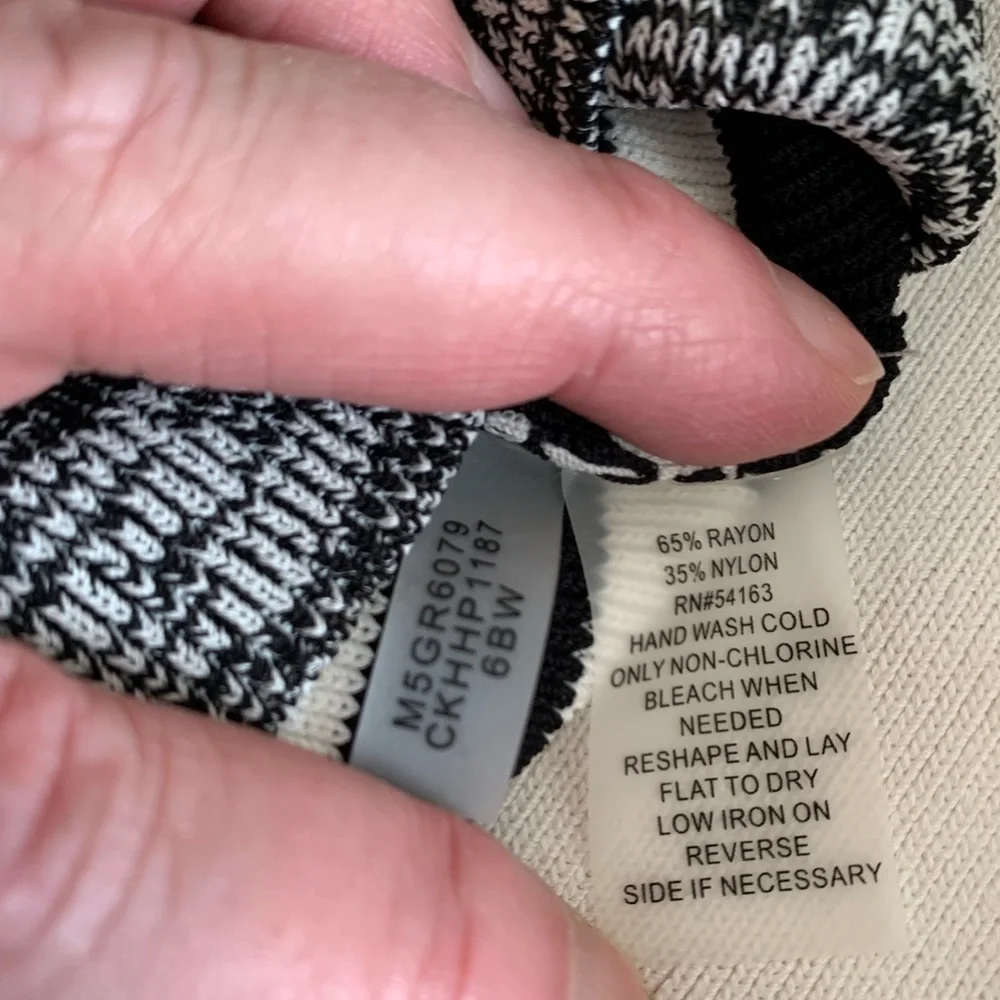 M5GR6079
CKHHP1187
6BW
65% RAYON
35% NYLON
RN#54163
HAND WASH COLD
ONLY NON-CHLORINE
BLEACH WHEN
NEEDED
RESHAPE AND LAY
FLAT TO DRY
LOW IRON ON
REVERSE
SIDE IF NECESSARY